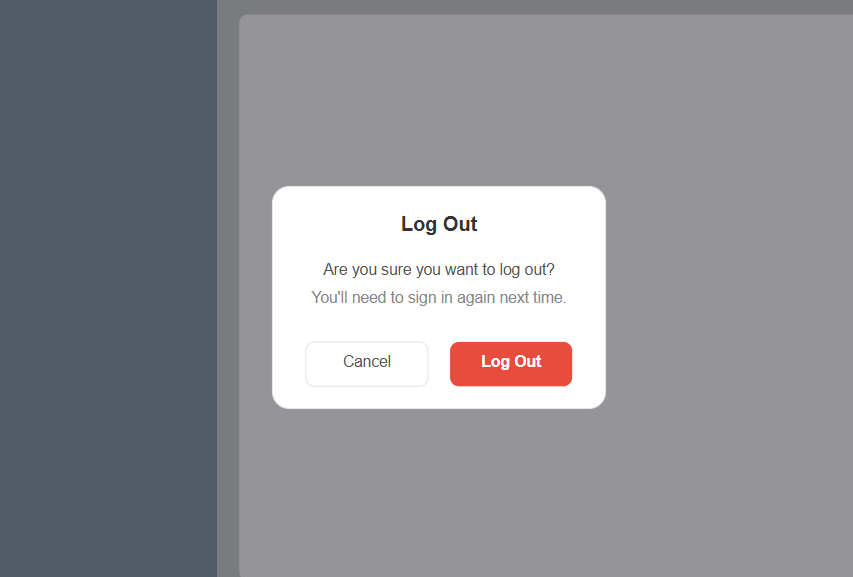 Log Out
Are you sure you want to log out?
You'll need to sign in again next time.
Cancel
Log Out